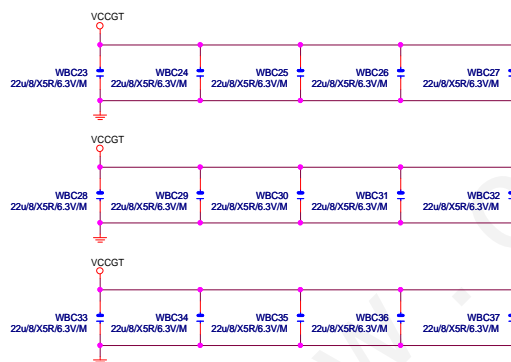 VCCGT
WBC23 WBC24 WBC25 WBC26 WBC27
22u/8/X5R/6.3V/M 22u/8/X5R/6.3V/M 22u/8/X5R/6.3V/M 22u/8/X5R/6.3V/M 22u/8/X5R/6.3V/M
VCCGT
WBC28 WBC29 WBC30 WBC31 WBC32
22u/8/X5R/6.3V/M 22u/8/X5R/6.3V/M 22u/8/X5R/6.3V/M 22u/8/X5R/6.3V/M 22u/8/X5R/6.3V/M
VCCGT
WBC33 WBC34 WBC35 WBC36 WBC37
22u/8/X5R/6.3V/M 22u/8/X5R/6.3V/M 22u/8/X5R/6.3V/M 22u/8/X5R/6.3V/M 22u/8/X5R/6.3V/M